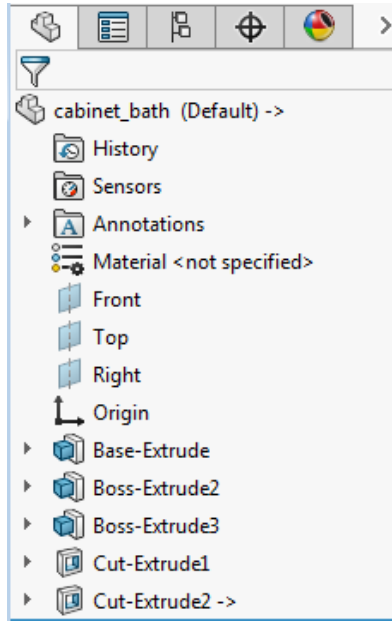 cabinet_bath (Default) ->
History
Sensors
Annotations
Material <not specified>
Front
Top
Right
Origin
Base-Extrude
Boss-Extrude2
Boss-Extrude3
Cut-Extrude1
Cut-Extrude2 ->